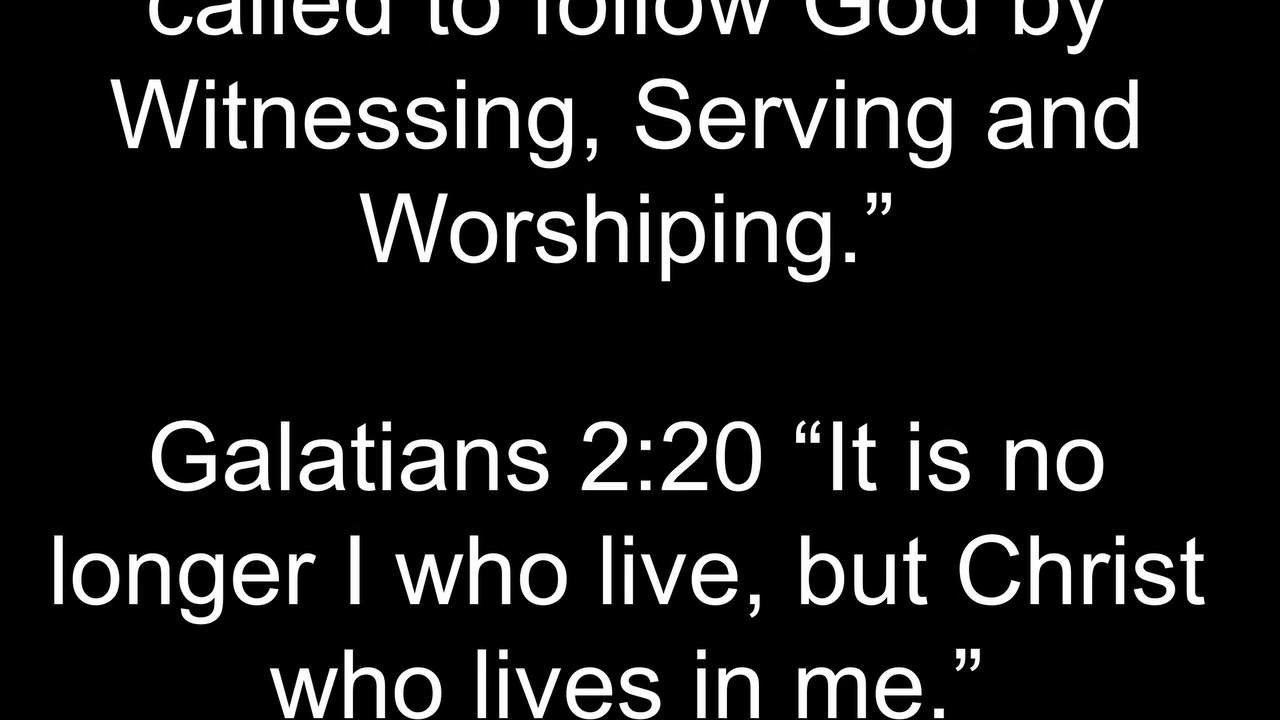 called to follow God by
Witnessing, Serving and
Worshiping.”
Galatians 2:20 “It is no
longer I who live, but Christ
who lives in me.”